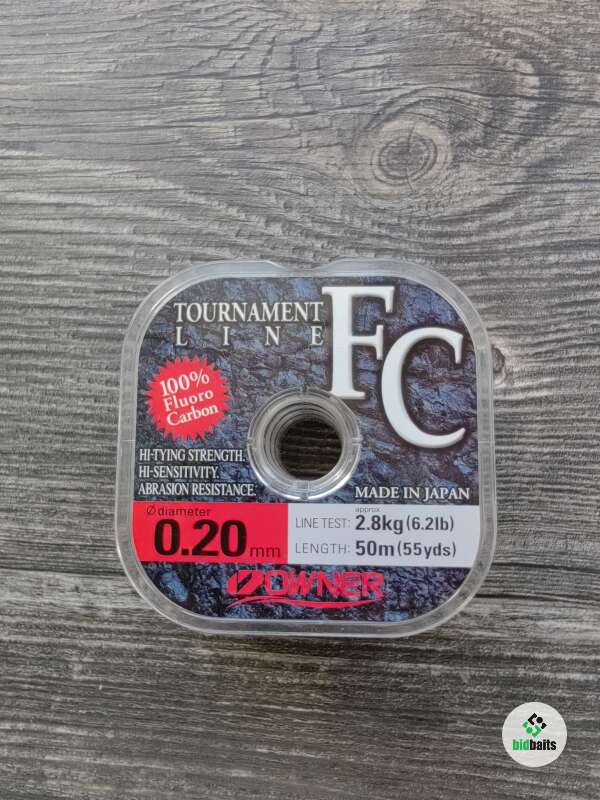 TOURNAMENT
LINE
FC
100%
Fluoro
Carbon
HI-TYING STRENGTH.
HI-SENSITIVITY.
ABRASION RESISTANCE.
MADE IN JAPAN
Ø diameter
0.20 mm
approx
LINE TEST: 2.8kg (6.2lb)
LENGTH: 50m (55yds)
OWNER
bidbaits